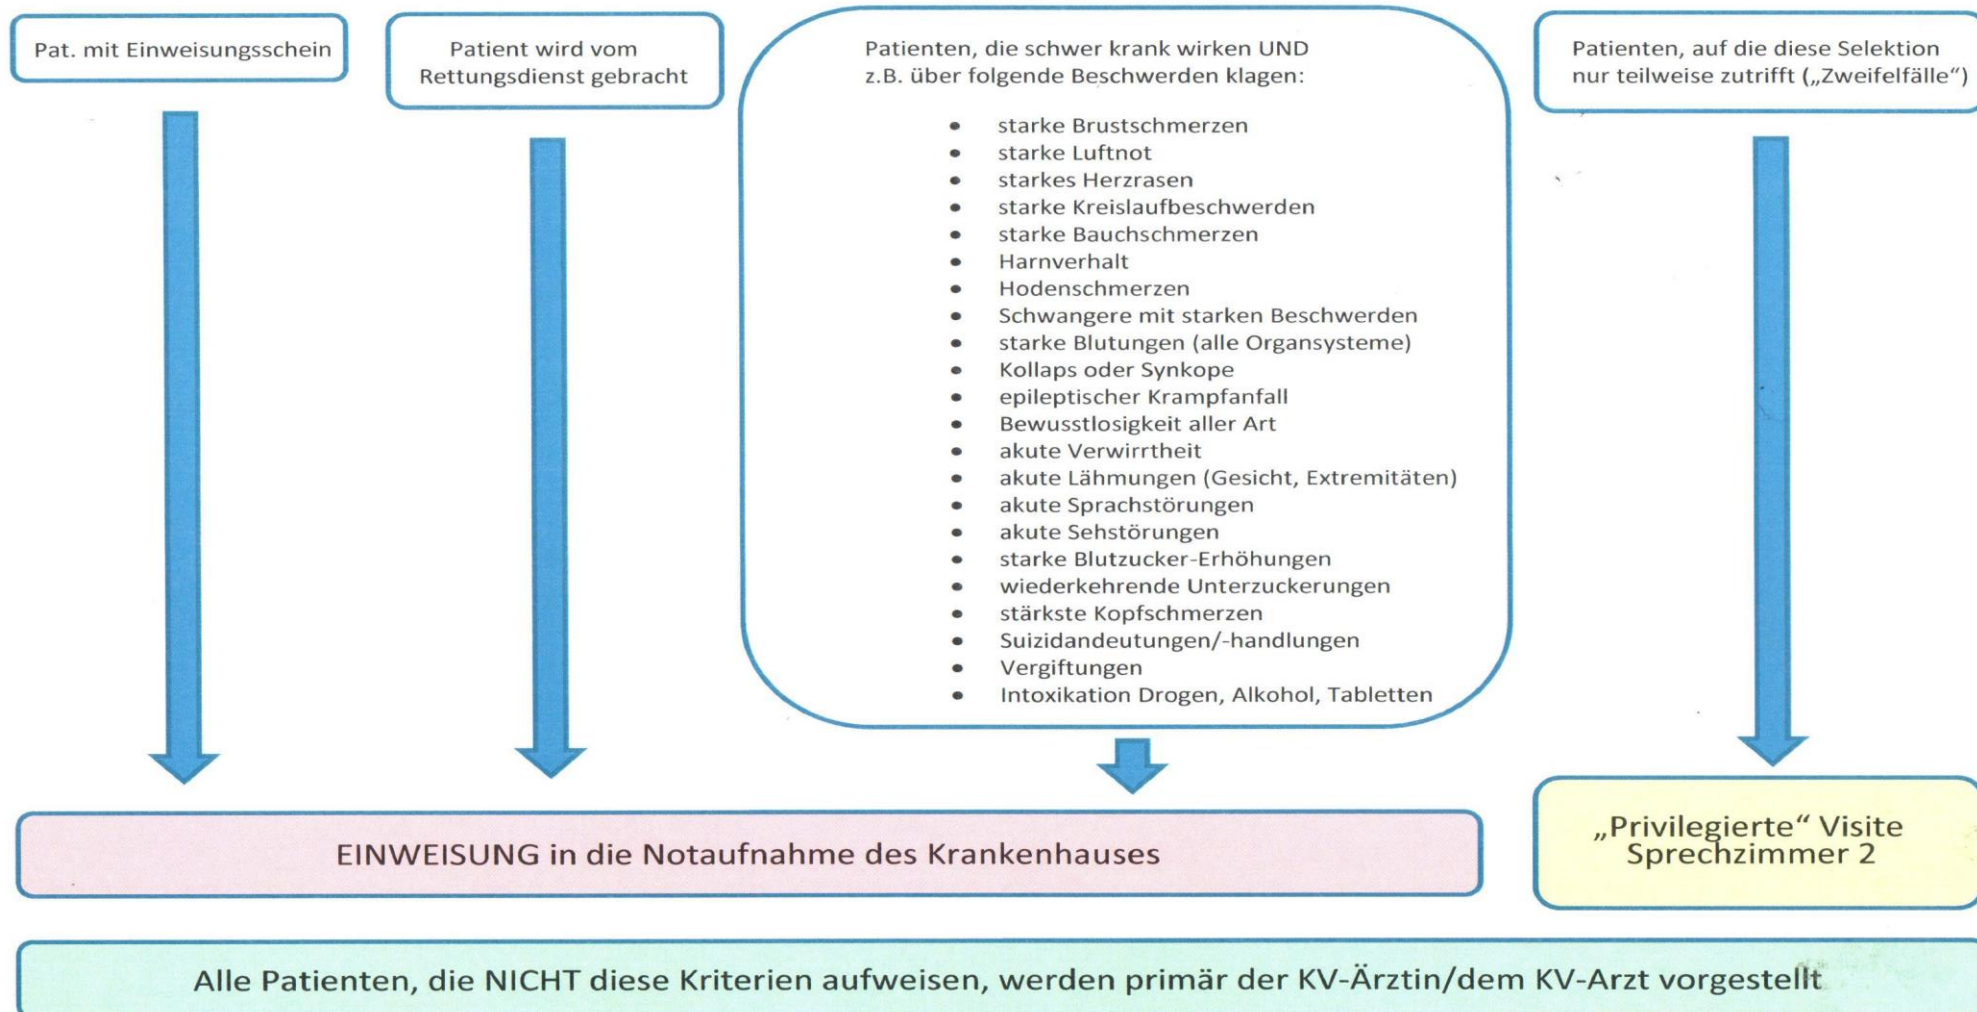 Pat. mit Einweisungsschein
Patient wird vom
Rettungsdienst gebracht
Patienten, die schwer krank wirken UND
z.B. über folgende Beschwerden klagen:
• starke Brustschmerzen
• starke Luftnot
• starkes Herzrasen
• starke Kreislaufbeschwerden
• starke Bauchschmerzen
• Harnverhalt
• Hodenschmerzen
• Schwangere mit starken Beschwerden
• starke Blutungen (alle Organsysteme)
• Kollaps oder Synkope
• epileptischer Krampfanfall
• Bewusstlosigkeit aller Art
• akute Verwirrtheit
• akute Lähmungen (Gesicht, Extremitäten)
• akute Sprachstörungen
• akute Sehstörungen
• starke Blutzucker-Erhöhungen
• wiederkehrende Unterzuckerungen
• stärkste Kopfschmerzen
• Suizidandeutungen/-handlungen
• Vergiftungen
• Intoxikation Drogen, Alkohol, Tabletten
Patienten, auf die diese Selektion
nur teilweise zutrifft („Zweifelfälle“)
EINWEISUNG in die Notaufnahme des Krankenhauses
„Privilegierte“ Visite
Sprechzimmer 2
Alle Patienten, die NICHT diese Kriterien aufweisen, werden primär der KV-Ärztin/dem KV-Arzt vorgestellt